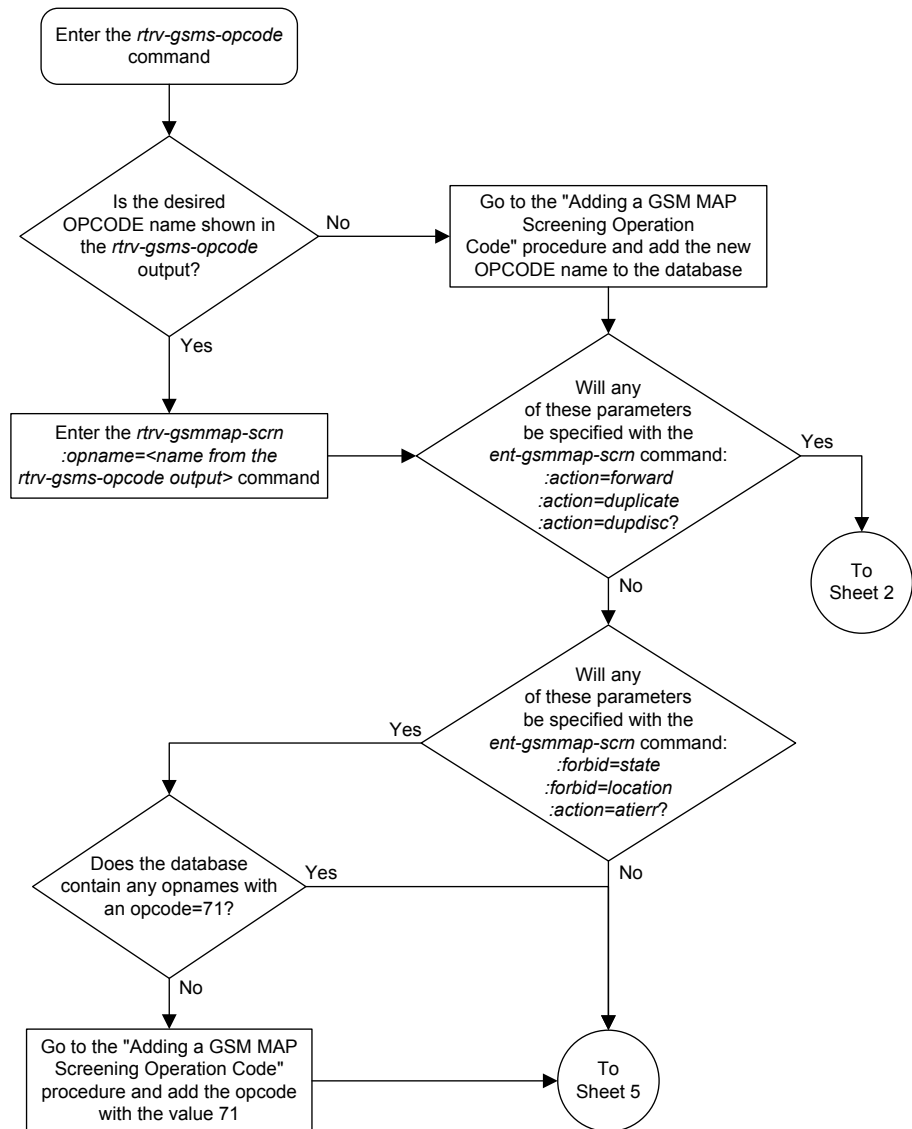 Enter the rtrv-gsms-opcode
command
Is the desired
OPCODE name shown in
the rtrv-gsms-opcode
output?
No
Go to the "Adding a GSM MAP
Screening Operation
Code" procedure and add the new
OPCODE name to the database
Yes
Enter the rtrv-gsmmap-scrn
:opname=<name from the
rtrv-gsms-opcode output> command
Will any
of these parameters
be specified with the
ent-gsmmap-scrn command:
:action=forward
:action=duplicate
:action=dupdisc?
Yes
To
Sheet 2
No
Will any
of these parameters
be specified with the
ent-gsmmap-scrn command:
:forbid=state
:forbid=location
:action=atierr?
Yes
No
Does the database
contain any opnames with
an opcode=71?
Yes
No
Go to the "Adding a GSM MAP
Screening Operation Code"
procedure and add the opcode
with the value 71
To
Sheet 5